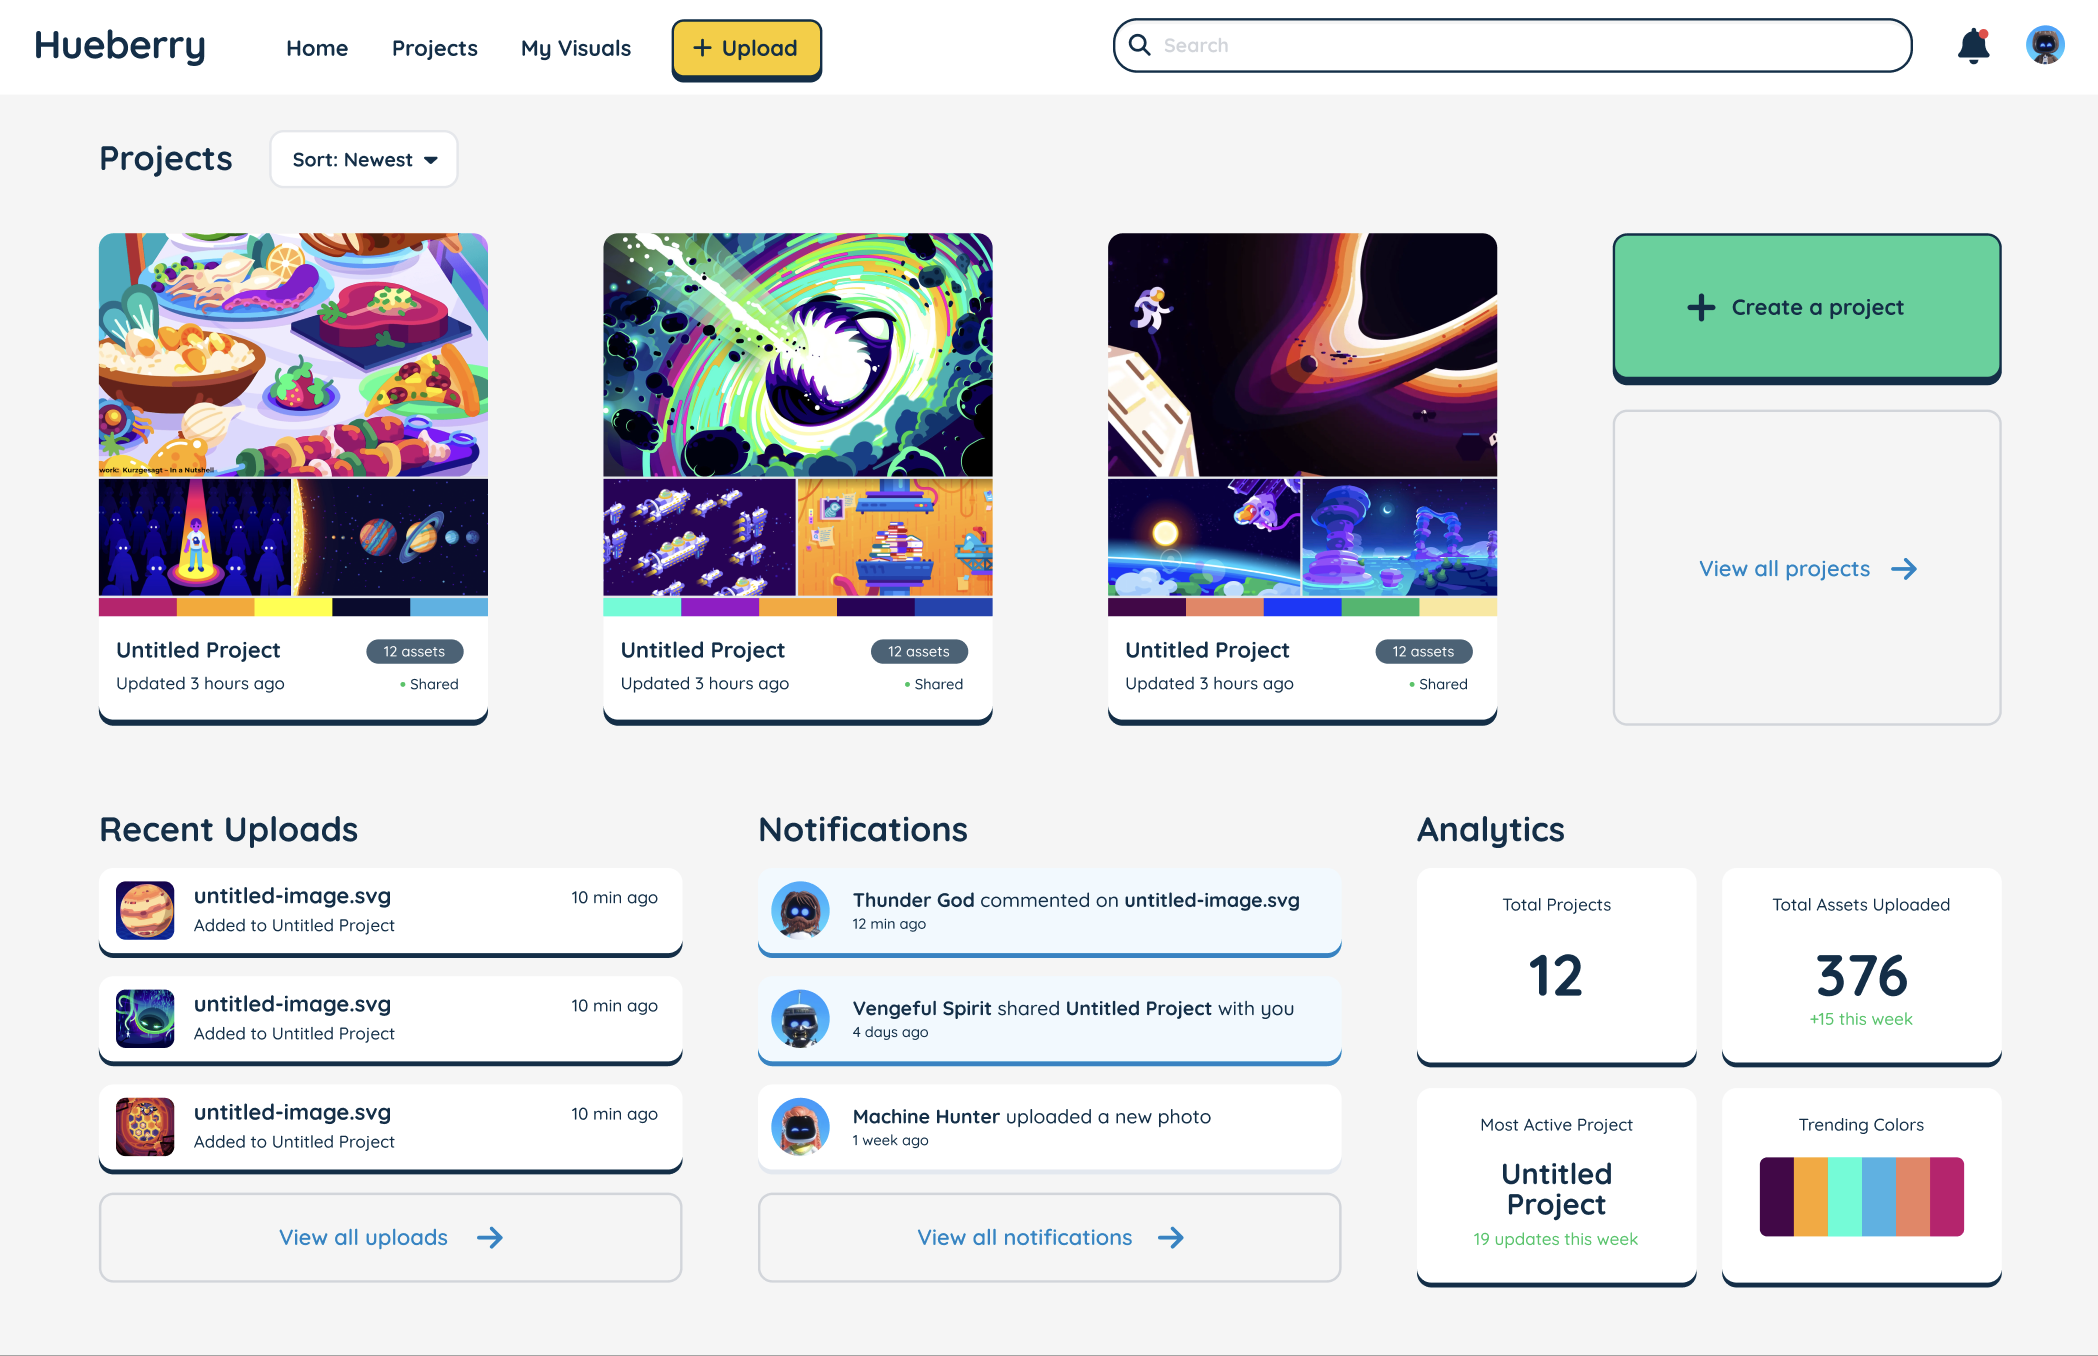 Hueberry
Home
Projects
My Visuals
+ Upload
Search
Projects
Sort: Newest
work: Kurzgesagt – In a Nutshell
Untitled Project
12 assets
Updated 3 hours ago
Shared
Untitled Project
12 assets
Updated 3 hours ago
Shared
Untitled Project
12 assets
Updated 3 hours ago
Shared
+ Create a project
View all projects →
Recent Uploads
untitled-image.svg
10 min ago
Added to Untitled Project
untitled-image.svg
10 min ago
Added to Untitled Project
untitled-image.svg
10 min ago
Added to Untitled Project
View all uploads →
Notifications
Thunder God commented on untitled-image.svg
12 min ago
Vengeful Spirit shared Untitled Project with you
4 days ago
Machine Hunter uploaded a new photo
1 week ago
View all notifications →
Analytics
Total Projects
12
Total Assets Uploaded
376
+15 this week
Most Active Project
Untitled
Project
19 updates this week
Trending Colors